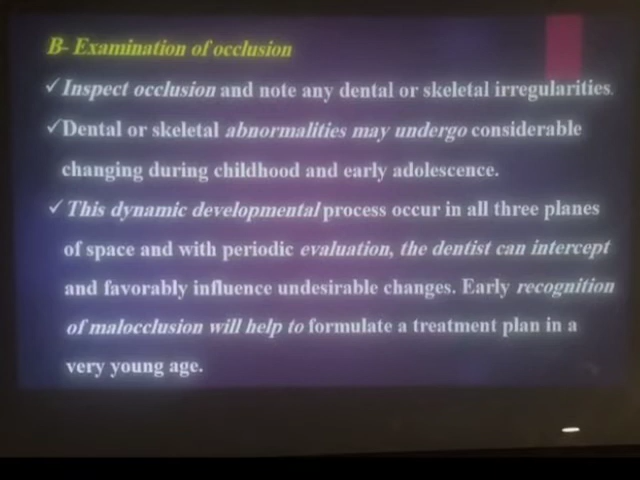 B- Examination of occlusion
✓ Inspect occlusion and note any dental or skeletal irregularities.
✓ Dental or skeletal abnormalities may undergo considerable
changing during childhood and early adolescence.
✓ This dynamic developmental process occur in all three planes
of space and with periodic evaluation, the dentist can intercept
and favorably influence undesirable changes. Early recognition
of malocclusion will help to formulate a treatment plan in a
very young age.